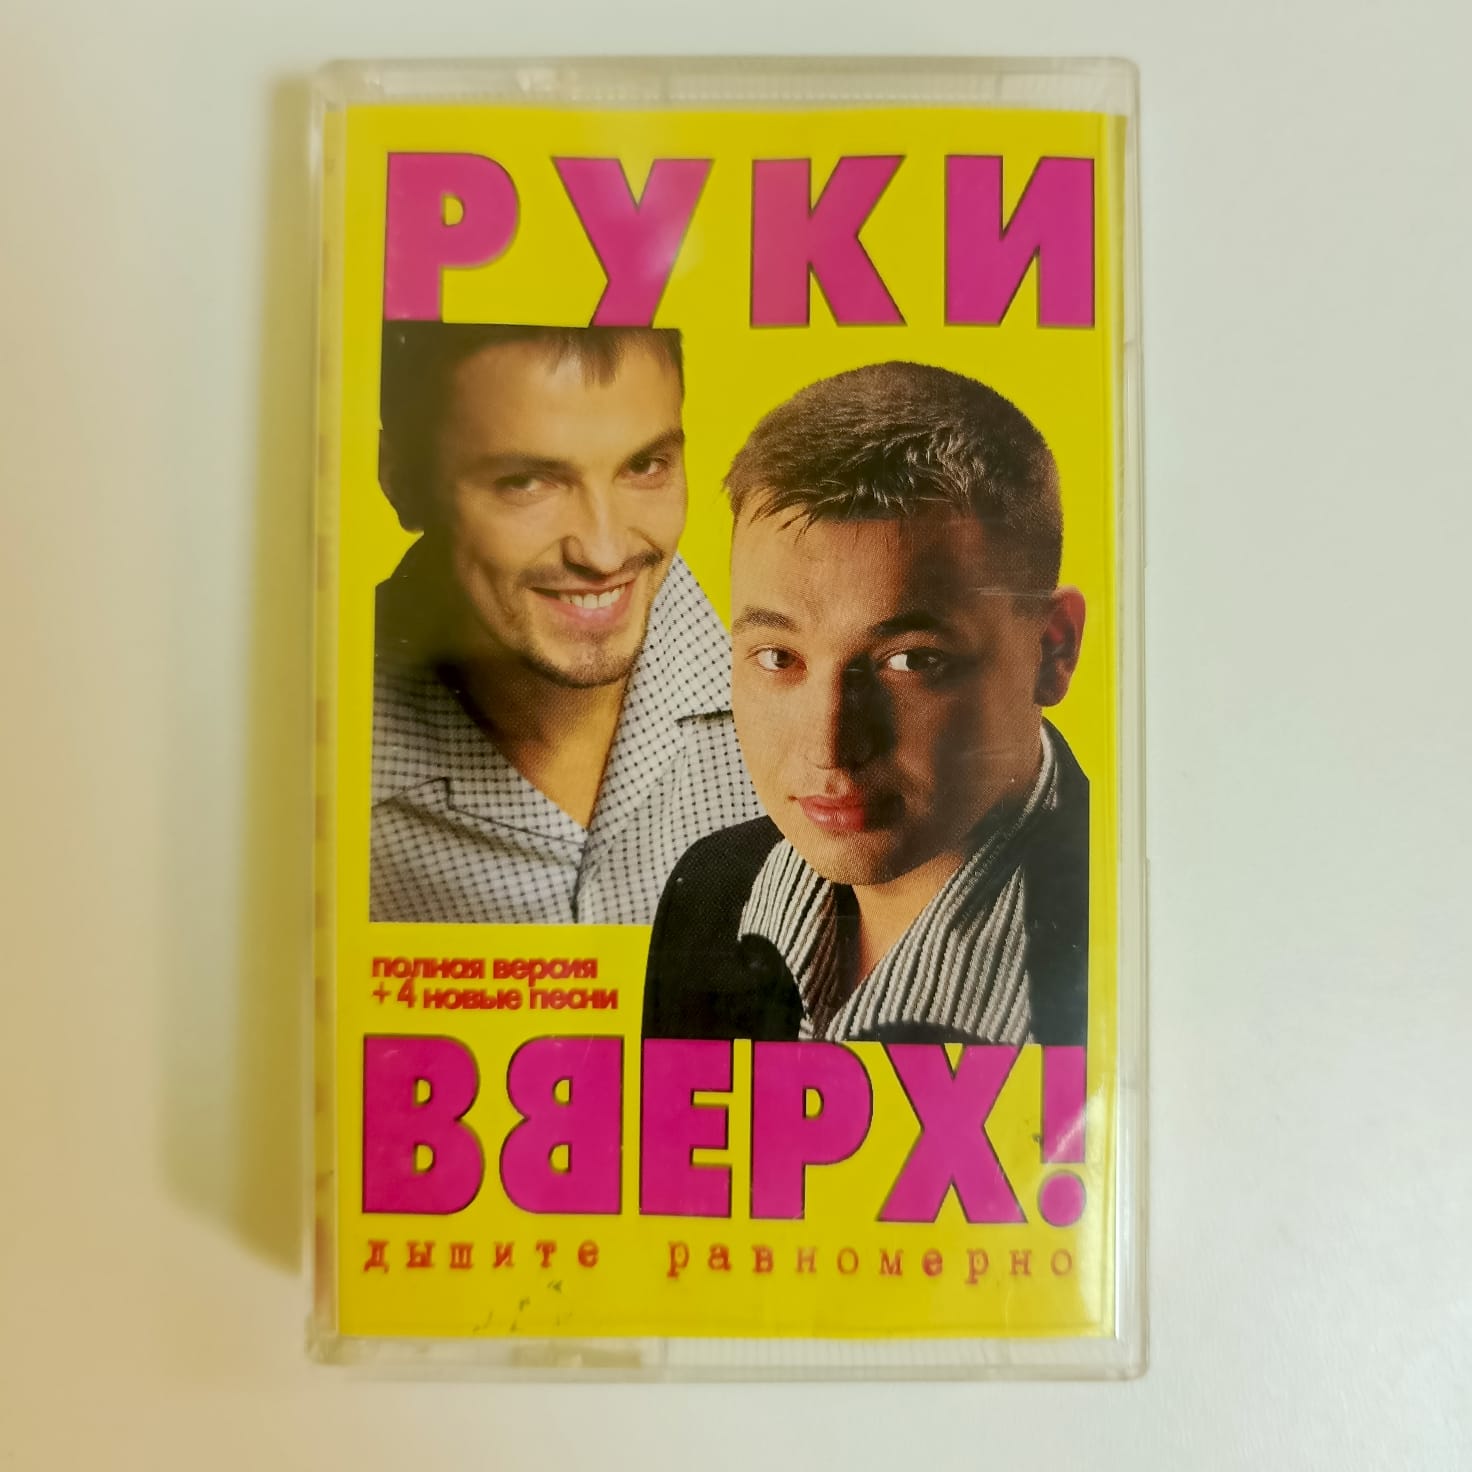 РУКИ
полная версия
+ 4 новые песни
ВВЕРХ!
дышите равномерно